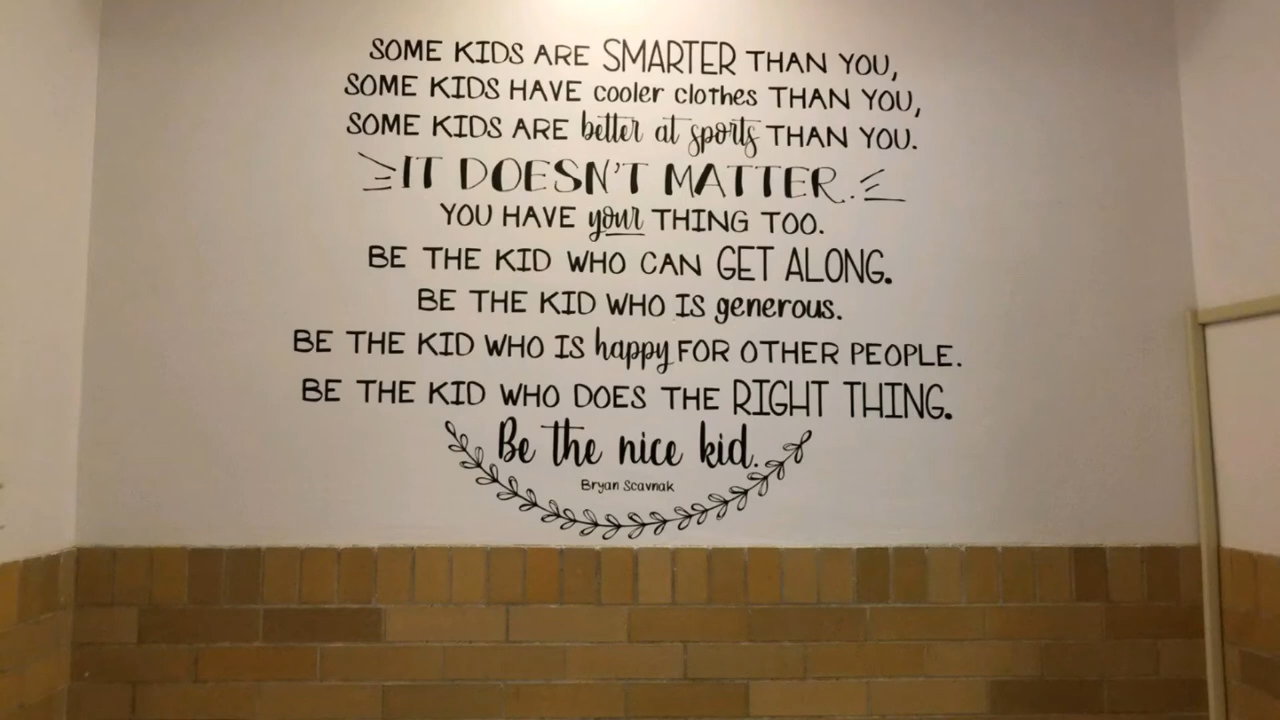 SOME KIDS ARE SMARTER THAN YOU,
SOME KIDS HAVE cooler clothes THAN YOU,
SOME KIDS ARE better at sports THAN YOU.
IT DOESN'T MATTER.
YOU HAVE your THING TOO.
BE THE KID WHO CAN GET ALONG.
BE THE KID WHO IS generous.
BE THE KID WHO IS happy FOR OTHER PEOPLE.
BE THE KID WHO DOES THE RIGHT THING.
Be the nice kid.
Bryan Scavnak